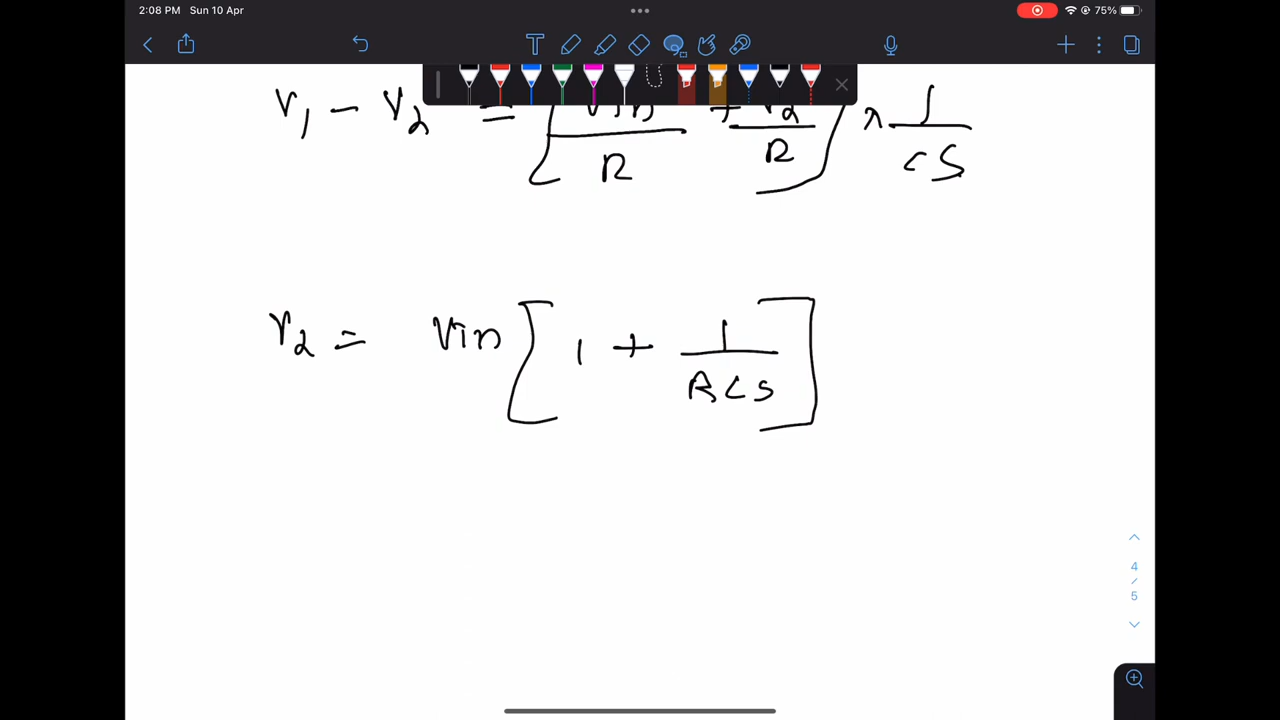 2:08 PM Sun 10 Apr 75%
V₁ - V₂ = [Vin/R + V₂/R] × 1/CS
V₂ = Vin [1 + 1/RCS]
4
/
5